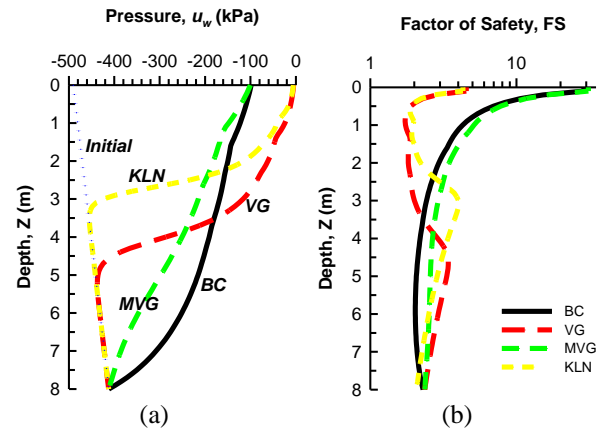 Pressure, u_w (kPa)
-500 -400 -300 -200 -100 0
0
1
2
3
4
5
6
7
8
Depth, Z (m)
Initial
KLN
VG
MVG
BC
(a)
Factor of Safety, FS
1 10
0
1
2
3
4
5
6
7
8
Depth, Z (m)
BC
VG
MVG
KLN
(b)